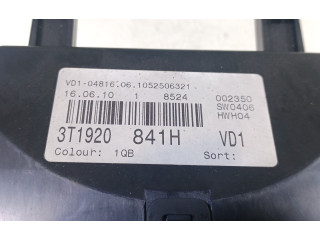 VD1-04816.06.1052506321
16.06.10 1 8524 002350
SW0406
HWH04
3T1920 841H VD1
Colour: 1QB Sort: